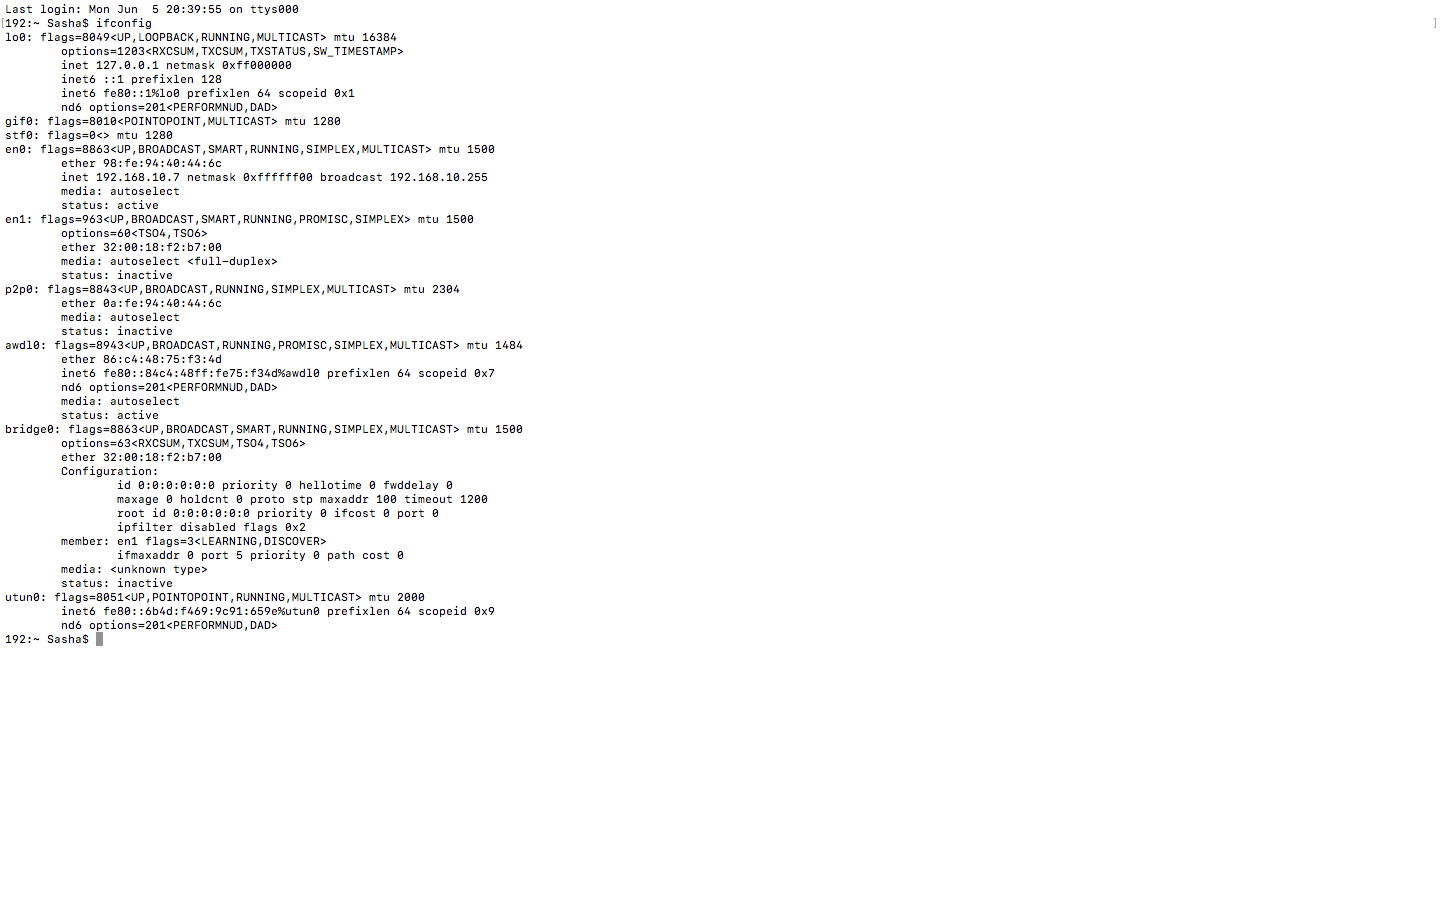 Last login: Mon Jun  5 20:39:55 on ttys000
[192:~ Sasha$ ifconfig ]
lo0: flags=8049<UP,LOOPBACK,RUNNING,MULTICAST> mtu 16384
	options=1203<RXCSUM,TXCSUM,TXSTATUS,SW_TIMESTAMP>
	inet 127.0.0.1 netmask 0xff000000
	inet6 ::1 prefixlen 128
	inet6 fe80::1%lo0 prefixlen 64 scopeid 0x1
	nd6 options=201<PERFORMNUD,DAD>
gif0: flags=8010<POINTOPOINT,MULTICAST> mtu 1280
stf0: flags=0<> mtu 1280
en0: flags=8863<UP,BROADCAST,SMART,RUNNING,SIMPLEX,MULTICAST> mtu 1500
	ether 98:fe:94:40:44:6c
	inet 192.168.10.7 netmask 0xffffff00 broadcast 192.168.10.255
	media: autoselect
	status: active
en1: flags=963<UP,BROADCAST,SMART,RUNNING,PROMISC,SIMPLEX> mtu 1500
	options=60<TSO4,TSO6>
	ether 32:00:18:f2:b7:00
	media: autoselect <full-duplex>
	status: inactive
p2p0: flags=8843<UP,BROADCAST,RUNNING,SIMPLEX,MULTICAST> mtu 2304
	ether 0a:fe:94:40:44:6c
	media: autoselect
	status: inactive
awdl0: flags=8943<UP,BROADCAST,RUNNING,PROMISC,SIMPLEX,MULTICAST> mtu 1484
	ether 86:c4:48:75:f3:4d
	inet6 fe80::84c4:48ff:fe75:f34d%awdl0 prefixlen 64 scopeid 0x7
	nd6 options=201<PERFORMNUD,DAD>
	media: autoselect
	status: active
bridge0: flags=8863<UP,BROADCAST,SMART,RUNNING,SIMPLEX,MULTICAST> mtu 1500
	options=63<RXCSUM,TXCSUM,TSO4,TSO6>
	ether 32:00:18:f2:b7:00
	Configuration:
		id 0:0:0:0:0:0 priority 0 hellotime 0 fwddelay 0
		maxage 0 holdcnt 0 proto stp maxaddr 100 timeout 1200
		root id 0:0:0:0:0:0 priority 0 ifcost 0 port 0
		ipfilter disabled flags 0x2
	member: en1 flags=3<LEARNING,DISCOVER>
		ifmaxaddr 0 port 5 priority 0 path cost 0
	media: <unknown type>
	status: inactive
utun0: flags=8051<UP,POINTOPOINT,RUNNING,MULTICAST> mtu 2000
	inet6 fe80::6b4d:f469:9c91:659e%utun0 prefixlen 64 scopeid 0x9
	nd6 options=201<PERFORMNUD,DAD>
192:~ Sasha$